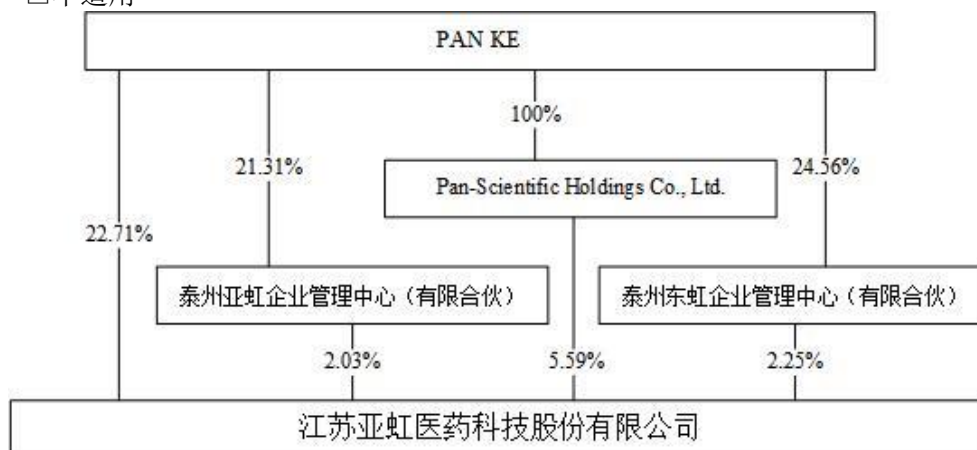 PAN KE
100%
21.31%
24.56%
Pan-Scientific Holdings Co., Ltd.
22.71%
泰州亚虹企业管理中心（有限合伙）
泰州东虹企业管理中心（有限合伙）
2.03%
5.59%
2.25%
江苏亚虹医药科技股份有限公司